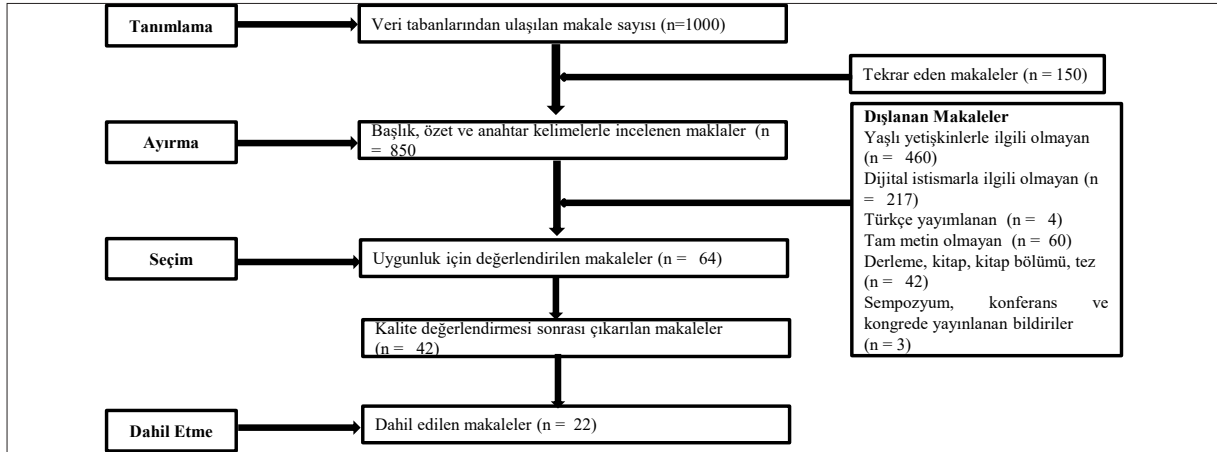 Tanımlama
Veri tabanlarından ulaşılan makale sayısı (n=1000)
Tekrar eden makaleler (n = 150)
Ayırma
Başlık, özet ve anahtar kelimelerle incelenen maklaler (n
= 850
Dışlanan Makaleler
Yaşlı yetişkinlerle ilgili olmayan
(n = 460)
Dijital istismarla ilgili olmayan (n
= 217)
Türkçe yayımlanan (n = 4)
Tam metin olmayan (n = 60)
Derleme, kitap, kitap bölümü, tez
(n = 42)
Sempozyum, konferans ve
kongrede yayınlanan bildiriler
(n = 3)
Seçim
Uygunluk için değerlendirilen makaleler (n = 64)
Kalite değerlendirmesi sonrası çıkarılan makaleler
(n = 42)
Dahil Etme
Dahil edilen makaleler (n = 22)